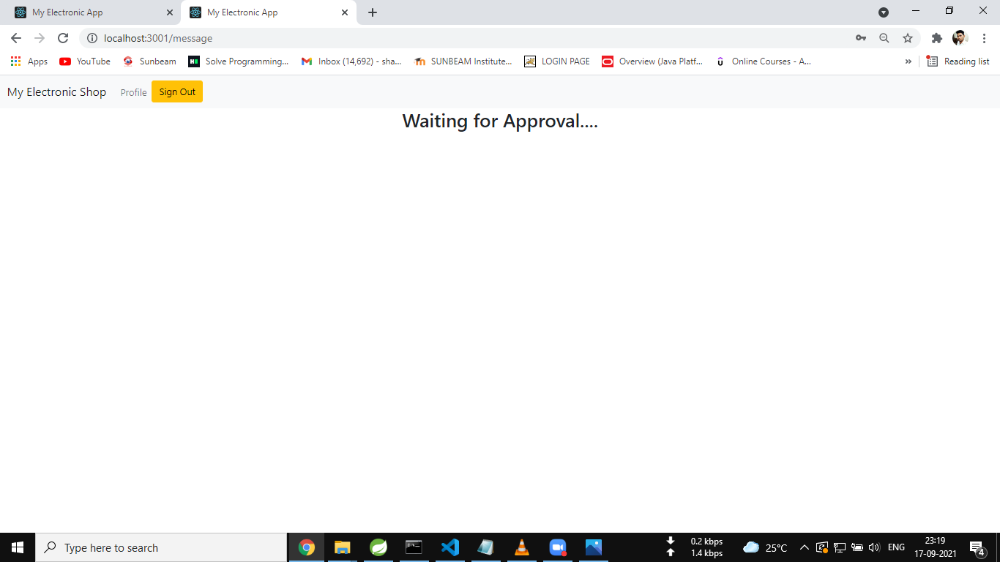 My Electronic App
My Electronic App
localhost:3001/message
Apps YouTube Sunbeam Solve Programming... Inbox (14,692) - sha... SUNBEAM Institute... LOGIN PAGE Overview (Java Platf... Online Courses - A... » Reading list
My Electronic Shop Profile Sign Out
Waiting for Approval....
Type here to search
0.2 kbps
1.4 kbps
25°C
ENG
23:19
17-09-2021
4